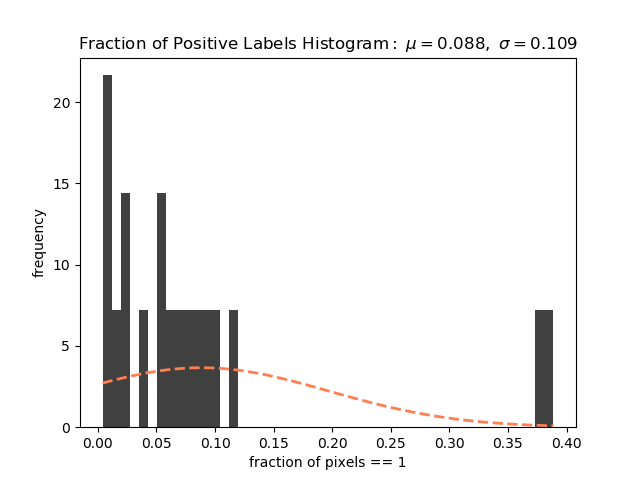 Fraction of Positive Labels Histogram: μ = 0.088, σ = 0.109
20
15
10
5
0
frequency
0.00 0.05 0.10 0.15 0.20 0.25 0.30 0.35 0.40
fraction of pixels == 1